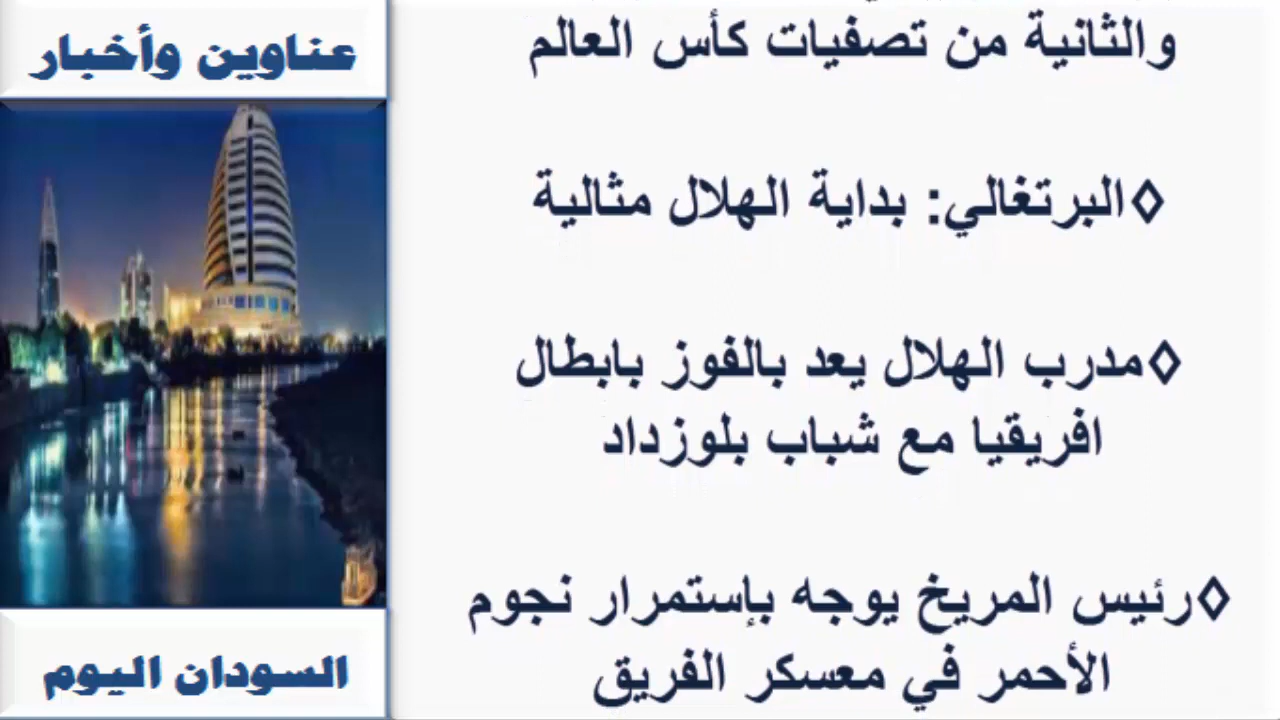 عناوين وأخبار
السودان اليوم
والثانية من تصفيات كأس العالم
◊البرتغالي: بداية الهلال مثالية
◊مدرب الهلال يعد بالفوز بابطال
افريقيا مع شباب بلوزداد
◊رئيس المريخ يوجه بإستمرار نجوم
الأحمر في معسكر الفريق